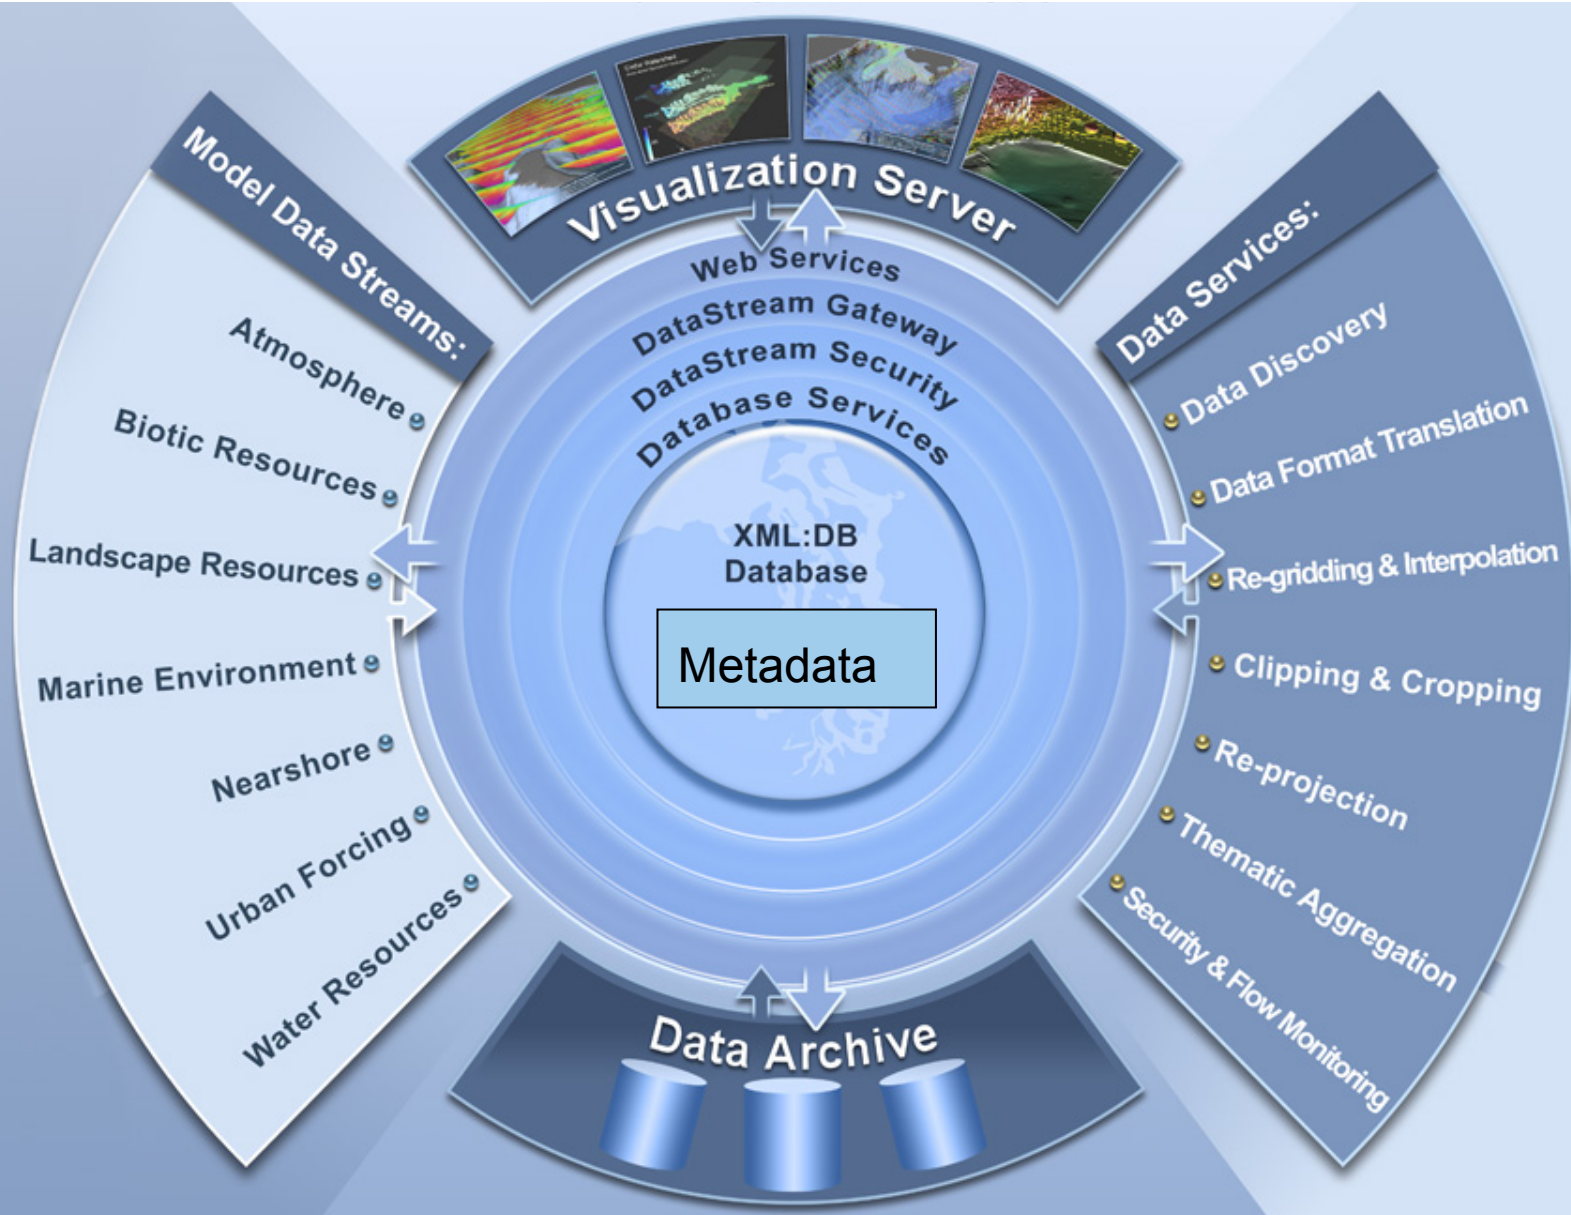 Visualization Server
Model Data Streams:
Atmosphere
Biotic Resources
Landscape Resources
Marine Environment
Nearshore
Urban Forcing
Water Resources
Web Services
DataStream Gateway
DataStream Security
Database Services
XML:DB
Database
Metadata
Data Services:
Data Discovery
Data Format Translation
Re-gridding & Interpolation
Clipping & Cropping
Re-projection
Thematic Aggregation
Security & Flow Monitoring
Data Archive